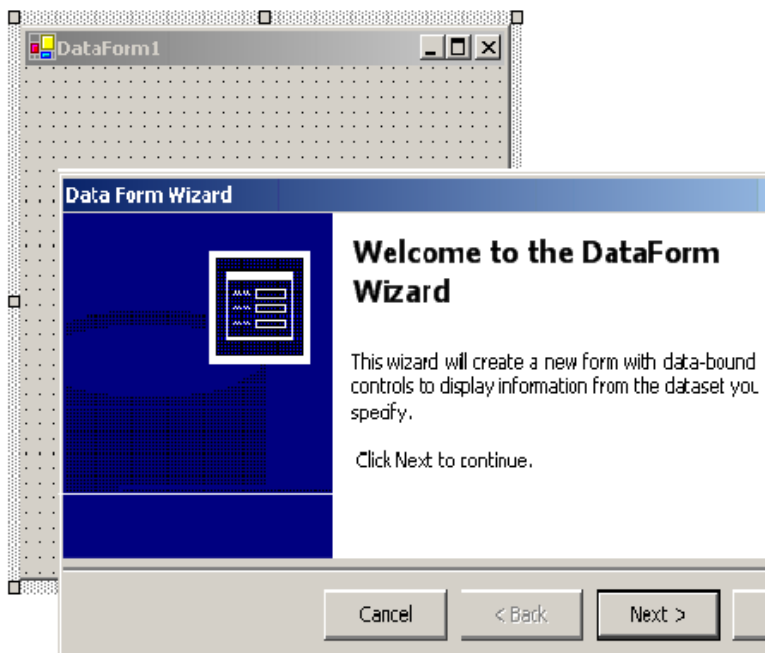 DataForm1
Data Form Wizard
Welcome to the DataForm
Wizard
This wizard will create a new form with data-bound
controls to display information from the dataset you
specify.
Click Next to continue.
Cancel
< Back
Next >